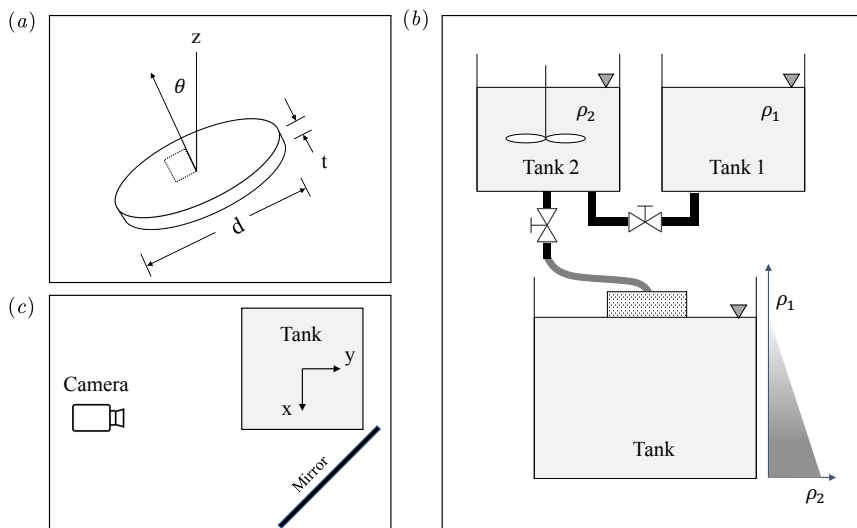 (a)
z
θ
t
d
(b)
ρ₂
ρ₁
Tank 2
Tank 1
ρ₁
Tank
ρ₂
(c)
Tank
y
x
Camera
Mirror